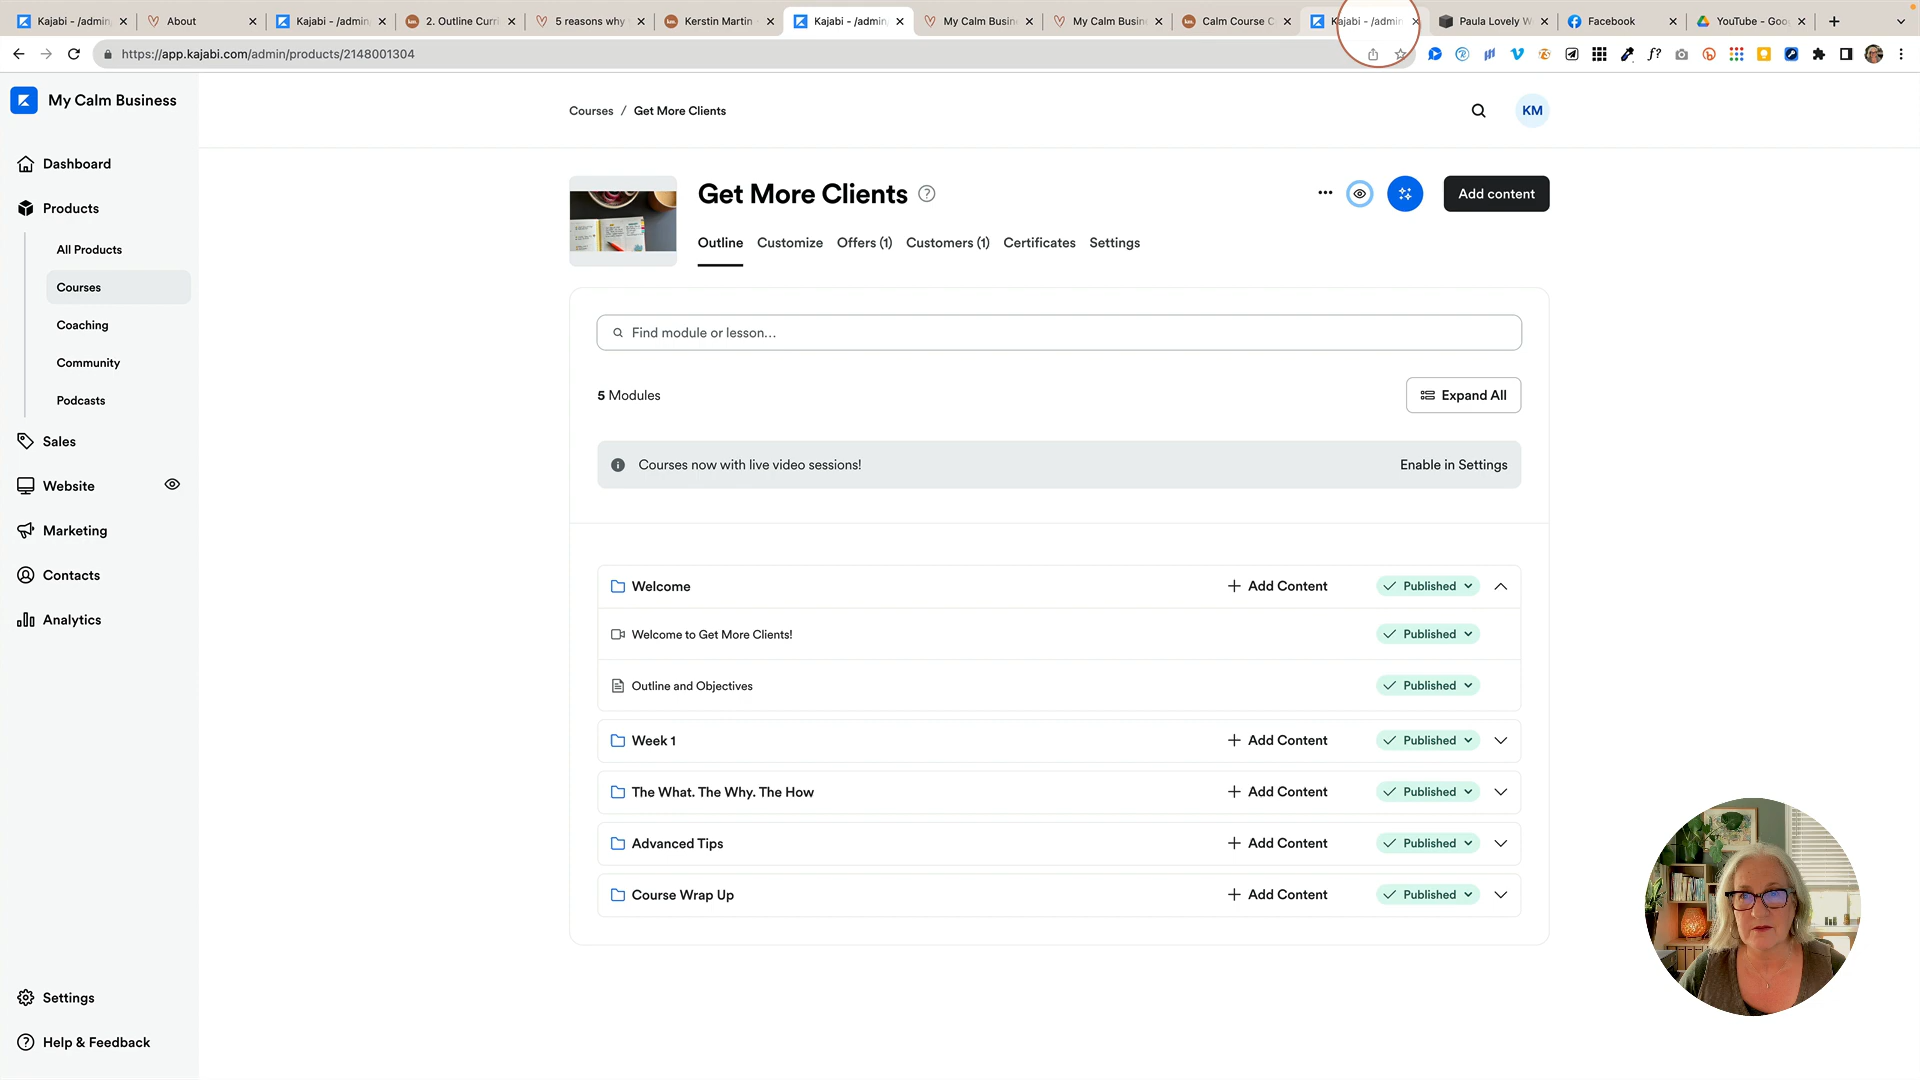 Kajabi - /admin
About
Kajabi - /admin
2. Outline Curri
5 reasons why
Kerstin Martin
Kajabi - /admin
My Calm Busin
My Calm Busin
Calm Course C
Kajabi - /admin
Paula Lovely W
Facebook
YouTube - Goo
https://app.kajabi.com/admin/products/2148001304
My Calm Business
Courses / Get More Clients
KM
Dashboard
Products
All Products
Courses
Coaching
Community
Podcasts
Sales
Website
Marketing
Contacts
Analytics
Settings
Help & Feedback
Get More Clients
Add content
Outline
Customize
Offers (1)
Customers (1)
Certificates
Settings
Find module or lesson...
5 Modules
Expand All
Courses now with live video sessions!
Enable in Settings
Welcome
Add Content
Published
Welcome to Get More Clients!
Published
Outline and Objectives
Published
Week 1
Add Content
Published
The What. The Why. The How
Add Content
Published
Advanced Tips
Add Content
Published
Course Wrap Up
Add Content
Published